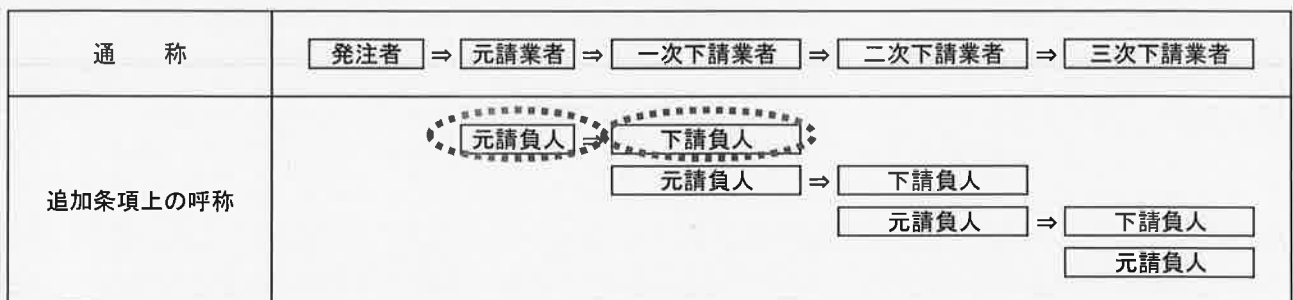 通　称
発注者 ⇒ 元請業者 ⇒ 一次下請業者 ⇒ 二次下請業者 ⇒ 三次下請業者
追加条項上の呼称
元請負人 ⇒ 下請負人
元請負人 ⇒ 下請負人
元請負人 ⇒ 下請負人
元請負人